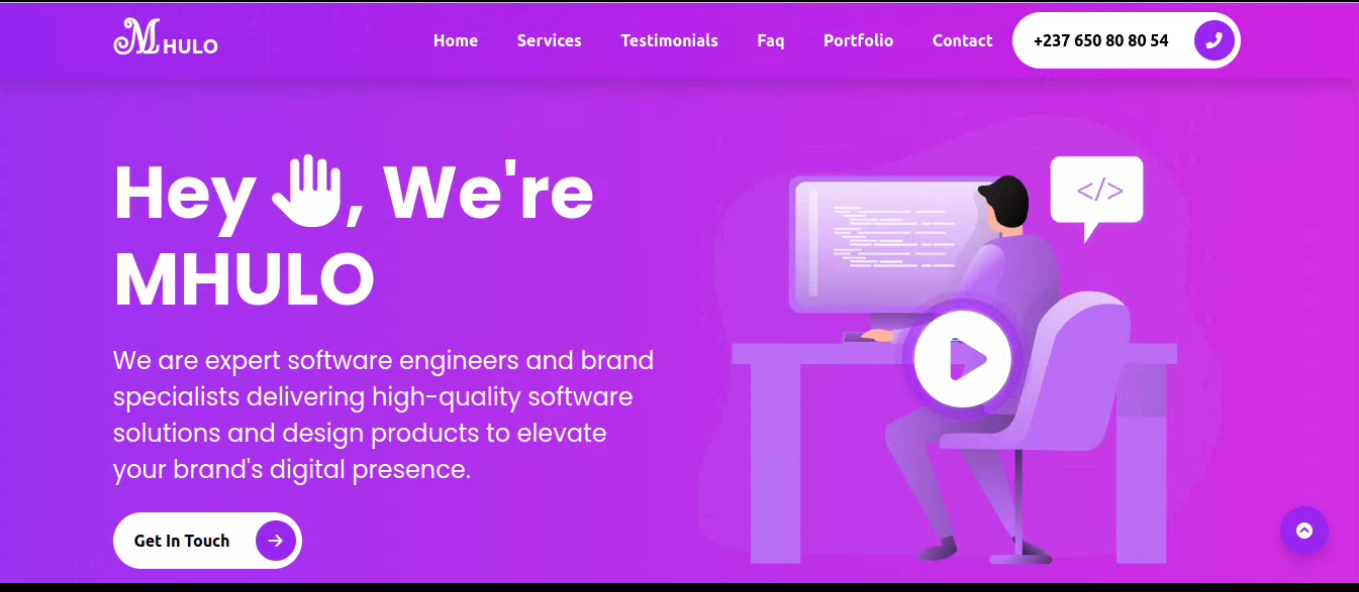 MHULO
Home Services Testimonials Faq Portfolio Contact +237 650 80 80 54
Hey , We're
MHULO
</>
We are expert software engineers and brand
specialists delivering high-quality software
solutions and design products to elevate
your brand's digital presence.
Get In Touch